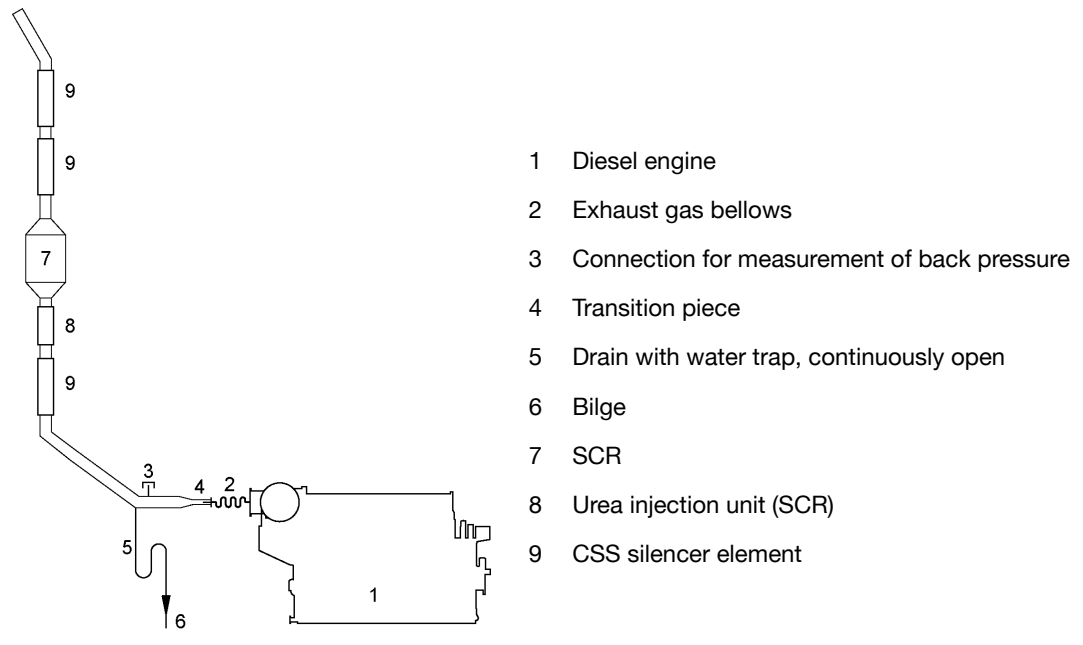 9
9
7
8
9
3
4
2
5
1
6
1 Diesel engine
2 Exhaust gas bellows
3 Connection for measurement of back pressure
4 Transition piece
5 Drain with water trap, continuously open
6 Bilge
7 SCR
8 Urea injection unit (SCR)
9 CSS silencer element